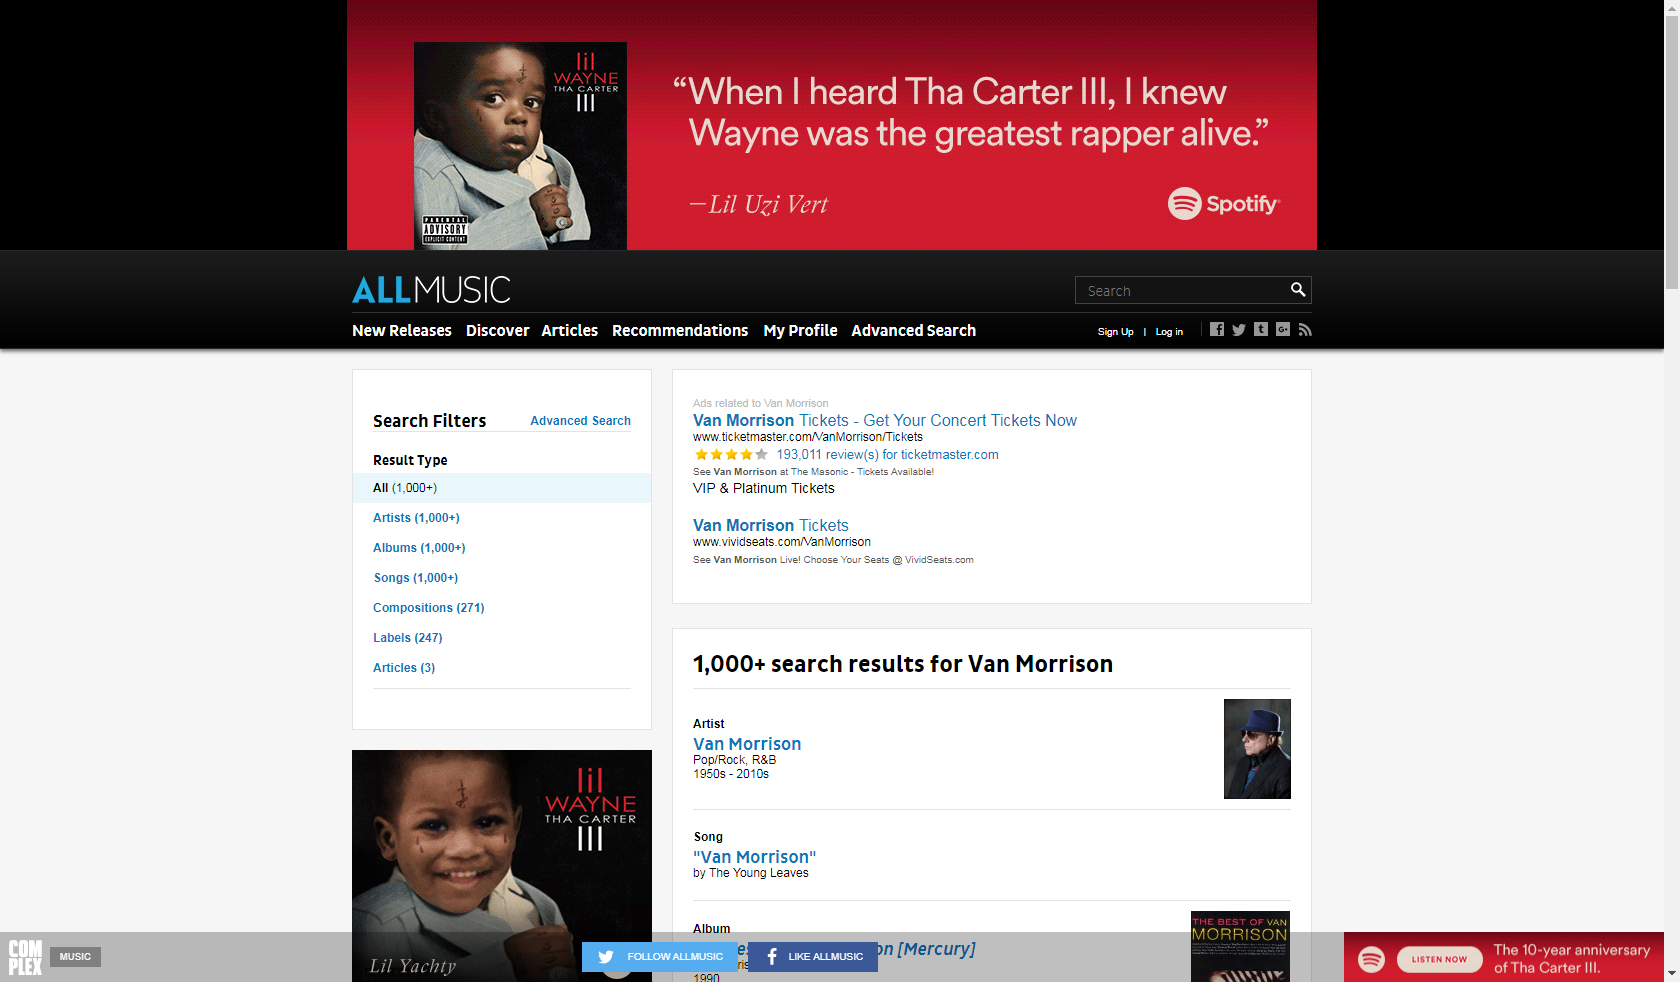 lil
WAYNE
THA CARTER
III
PARENTAL
ADVISORY
EXPLICIT CONTENT
“When I heard Tha Carter III, I knew
Wayne was the greatest rapper alive.”
—Lil Uzi Vert
Spotify
ALLMUSIC
Search
New Releases Discover Articles Recommendations My Profile Advanced Search
Sign Up | Log in
Search Filters Advanced Search
Result Type
All (1,000+)
Artists (1,000+)
Albums (1,000+)
Songs (1,000+)
Compositions (271)
Labels (247)
Articles (3)
lil
WAYNE
THA CARTER
III
Lil Yachty
Ads related to Van Morrison
Van Morrison Tickets - Get Your Concert Tickets Now
www.ticketmaster.com/VanMorrison/Tickets
193,011 review(s) for ticketmaster.com
See Van Morrison at The Masonic - Tickets Available!
VIP & Platinum Tickets
Van Morrison Tickets
www.vividseats.com/VanMorrison
See Van Morrison Live! Choose Your Seats @ VividSeats.com
1,000+ search results for Van Morrison
Artist
Van Morrison
Pop/Rock, R&B
1950s - 2010s
Song
"Van Morrison"
by The Young Leaves
Album
on [Mercury]
1990
THE BEST OF VAN
MORRISON
COM
PLEX
MUSIC
FOLLOW ALLMUSIC
LIKE ALLMUSIC
LISTEN NOW
The 10-year anniversary
of Tha Carter III.